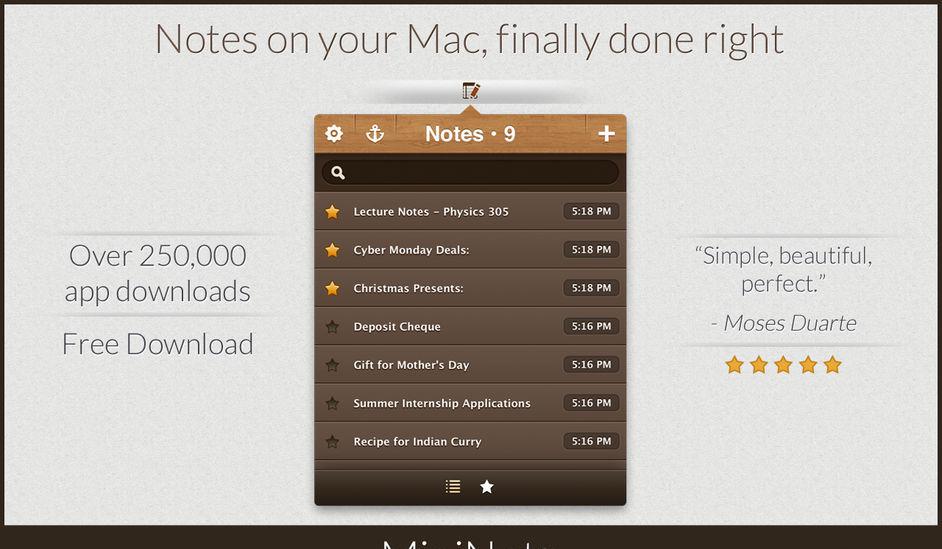 Notes on your Mac, finally done right
Notes • 9
Lecture Notes – Physics 305 5:18 PM
Cyber Monday Deals: 5:18 PM
Christmas Presents: 5:18 PM
Deposit Cheque 5:16 PM
Gift for Mother's Day 5:16 PM
Summer Internship Applications 5:16 PM
Recipe for Indian Curry 5:16 PM
Over 250,000
app downloads
Free Download
“Simple, beautiful,
perfect.”
- Moses Duarte